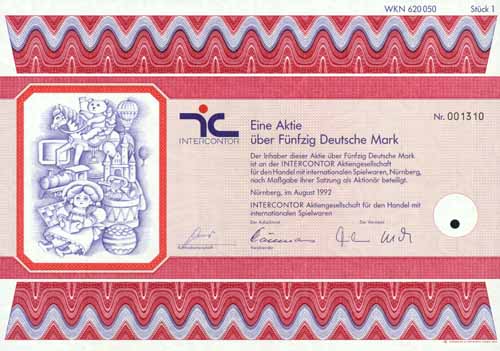 WKN 620 050 Stück 1
INTERCONTOR
Eine Aktie
über Fünfzig Deutsche Mark
Nr. 001310
Der Inhaber dieser Aktie über Fünfzig Deutsche Mark
ist an der INTERCONTOR Aktiengesellschaft
für den Handel mit internationalen Spielwaren, Nürnberg,
nach Maßgabe ihrer Satzung als Aktionär beteiligt.
Nürnberg, im August 1992
INTERCONTOR Aktiengesellschaft für den Handel mit
internationalen Spielwaren
Der Aufsichtsrat Der Vorstand
Kontrollunterschrift Vorsitzender